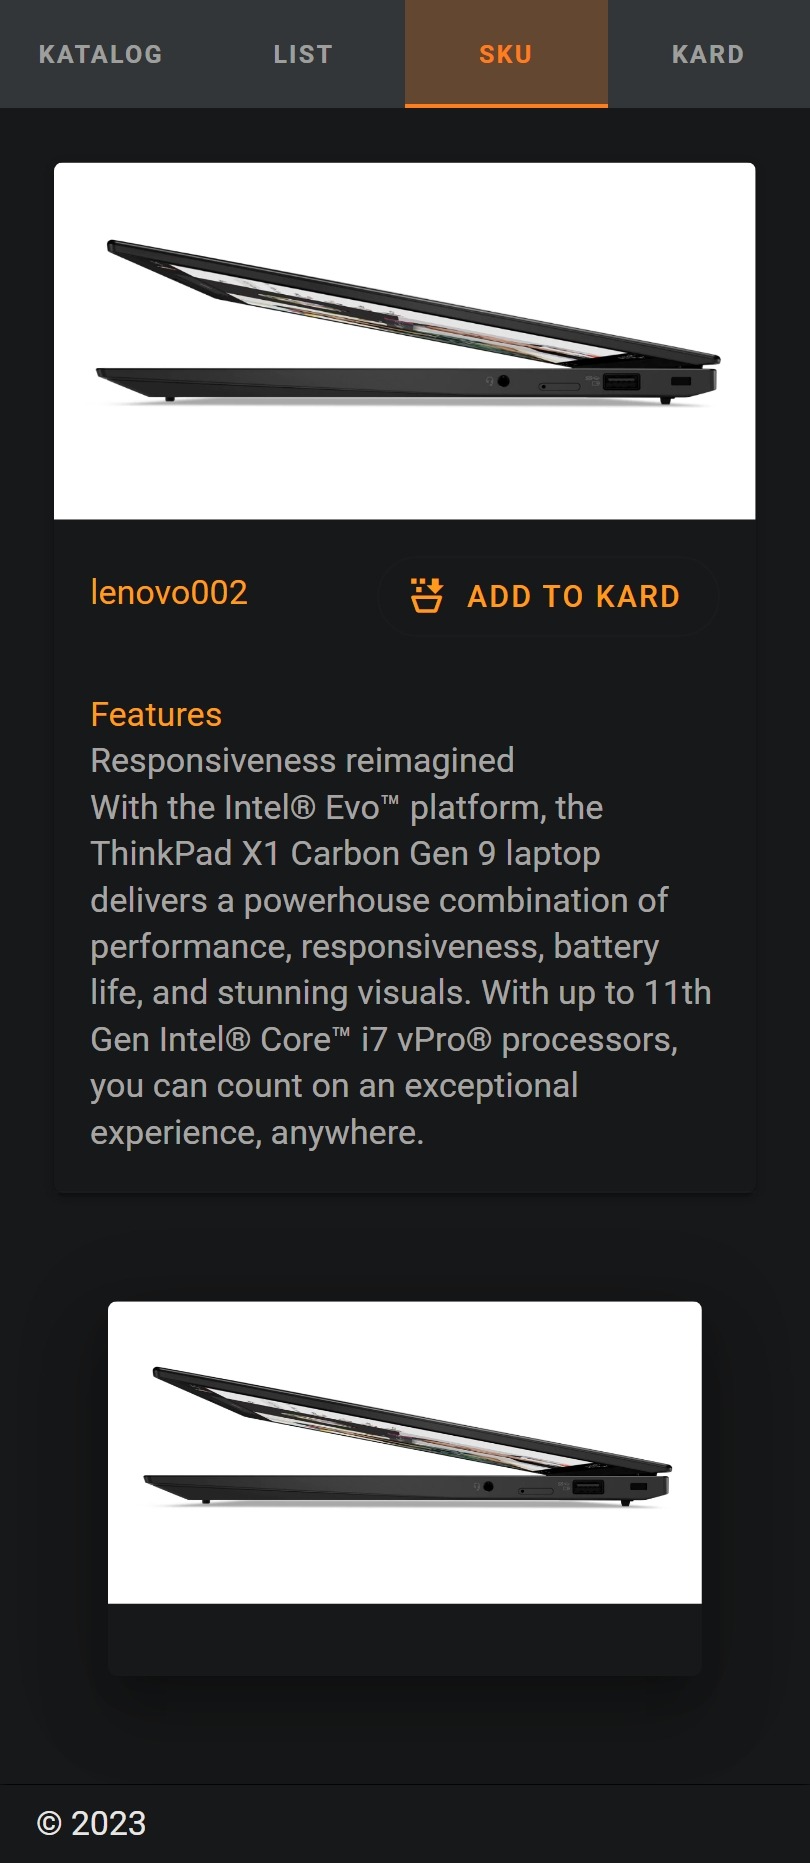 KATALOG LIST SKU KARD
lenovo002 ADD TO KARD
Features
Responsiveness reimagined
With the Intel® Evo™ platform, the
ThinkPad X1 Carbon Gen 9 laptop
delivers a powerhouse combination of
performance, responsiveness, battery
life, and stunning visuals. With up to 11th
Gen Intel® Core™ i7 vPro® processors,
you can count on an exceptional
experience, anywhere.
© 2023